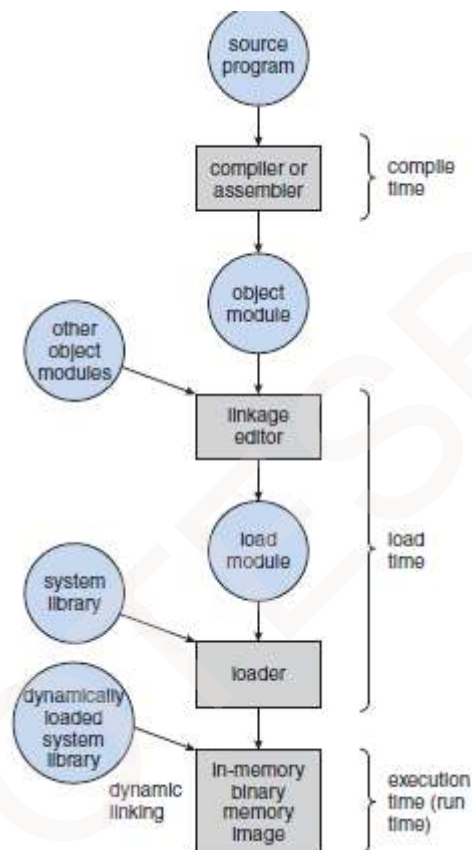 source
program
compiler or
assembler
compile
time
object
module
other
object
modules
linkage
editor
load
module
load
time
system
library
loader
dynamically
loaded
system
library
dynamic
linking
in-memory
binary
memory
image
execution
time (run
time)